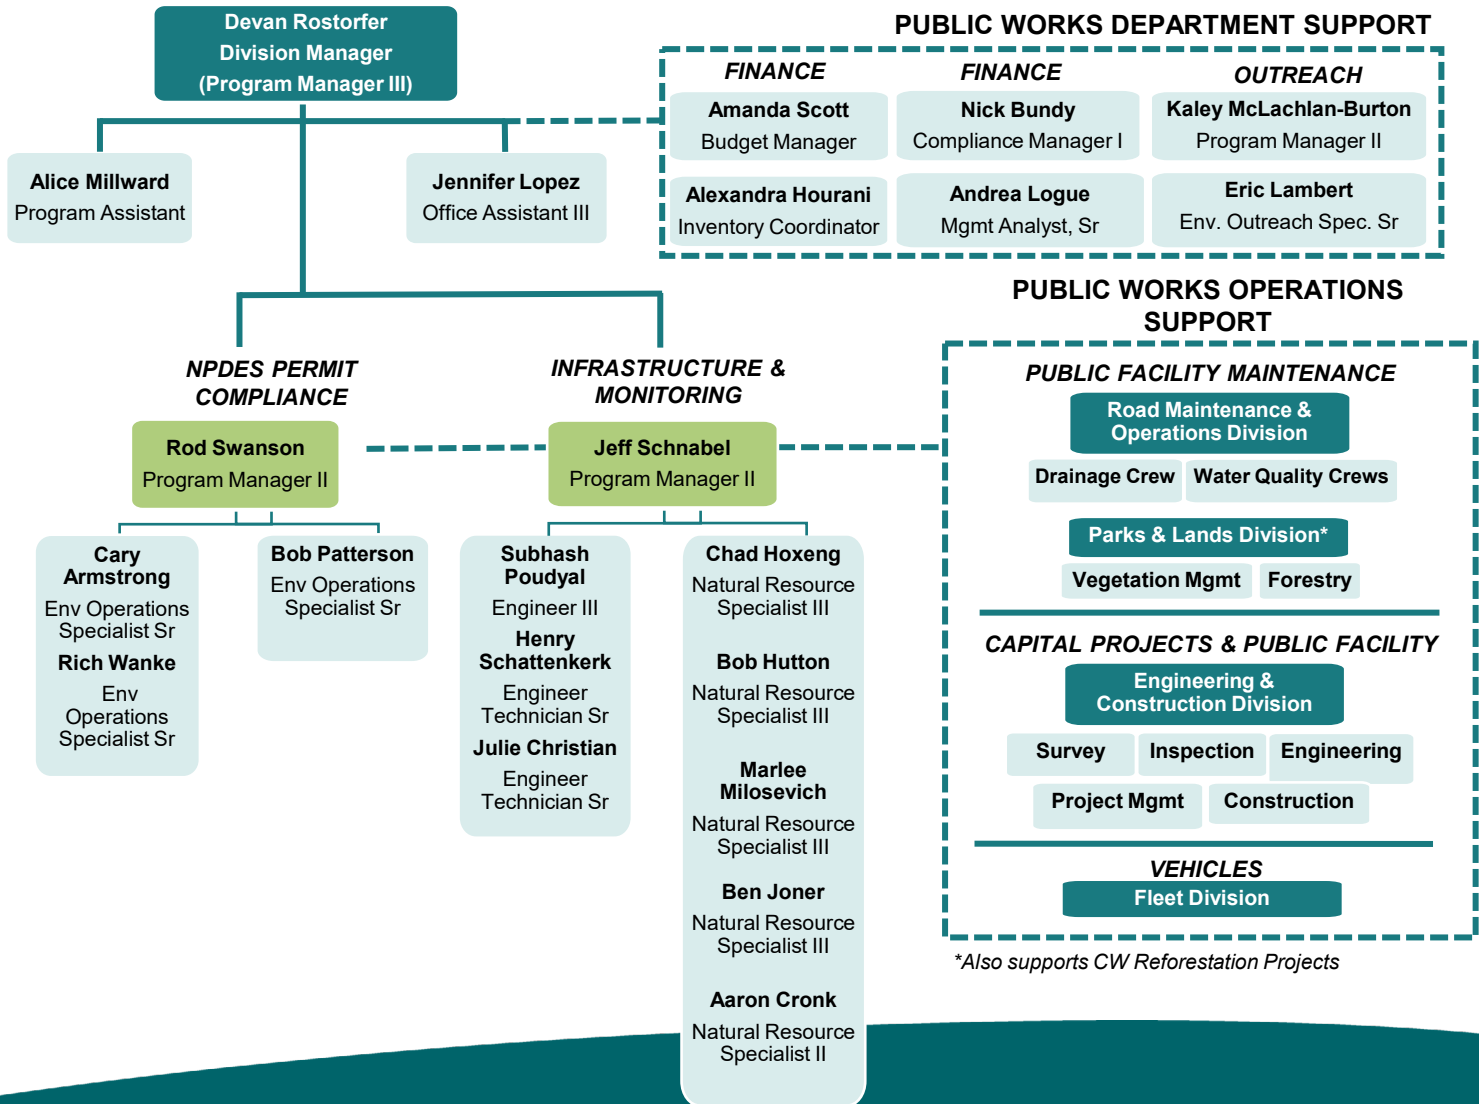 Devan Rostorfer
Division Manager
(Program Manager III)
Alice Millward
Program Assistant
Jennifer Lopez
Office Assistant III
PUBLIC WORKS DEPARTMENT SUPPORT
FINANCE
Amanda Scott
Budget Manager
Alexandra Hourani
Inventory Coordinator
FINANCE
Nick Bundy
Compliance Manager I
Andrea Logue
Mgmt Analyst, Sr
OUTREACH
Kaley McLachlan-Burton
Program Manager II
Eric Lambert
Env. Outreach Spec. Sr
NPDES PERMIT
COMPLIANCE
Rod Swanson
Program Manager II
Cary
Armstrong
Env Operations
Specialist Sr
Rich Wanke
Env
Operations
Specialist Sr
Bob Patterson
Env Operations
Specialist Sr
INFRASTRUCTURE &
MONITORING
Jeff Schnabel
Program Manager II
Subhash
Poudyal
Engineer III
Henry
Schattenkerk
Engineer
Technician Sr
Julie Christian
Engineer
Technician Sr
Chad Hoxeng
Natural Resource
Specialist III
Bob Hutton
Natural Resource
Specialist III
Marlee
Milosevich
Natural Resource
Specialist III
Ben Joner
Natural Resource
Specialist III
Aaron Cronk
Natural Resource
Specialist II
PUBLIC WORKS OPERATIONS
SUPPORT
PUBLIC FACILITY MAINTENANCE
Road Maintenance &
Operations Division
Drainage Crew
Water Quality Crews
Parks & Lands Division*
Vegetation Mgmt
Forestry
CAPITAL PROJECTS & PUBLIC FACILITY
Engineering &
Construction Division
Survey
Inspection
Engineering
Project Mgmt
Construction
VEHICLES
Fleet Division
*Also supports CW Reforestation Projects